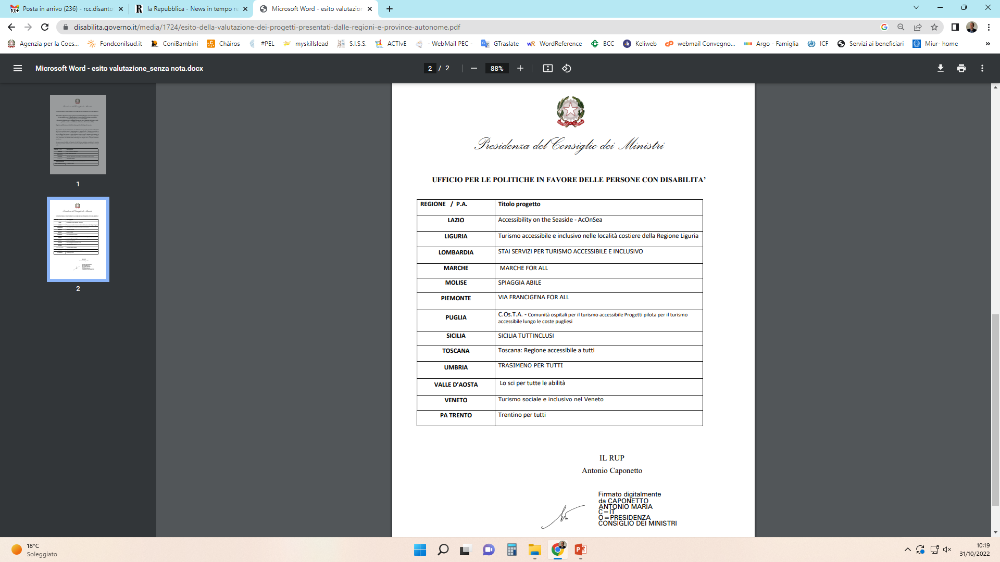 Posta in arrivo (236) - rcc.disanto
la Repubblica - News in tempo re
Microsoft Word - esito valutazion
disabilita.governo.it/media/1724/esito-della-valutazione-dei-progetti-presentati-dalle-regioni-e-province-autonome.pdf
Agenzia per la Coes... Fondconilsud.it ConiBambini Chàiros #PEL myskillslead S.I.S.S. ACTIvE - WebMail PEC - GTraslate WordReference BCC Keliweb webmail Convegno... Argo - Famiglia ICF Servizi ai beneficiari Miur- home »
Microsoft Word - esito valutazione_senza nota.docx
2 / 2
88%
1
2
REPUBBLICA ITALIANA
Presidenza del Consiglio dei Ministri
UFFICIO PER LE POLITICHE IN FAVORE DELLE PERSONE CON DISABILITA’
REGIONE / P.A. Titolo progetto
LAZIO Accessibility on the Seaside - AcOnSea
LIGURIA Turismo accessibile e inclusivo nelle località costiere della Regione Liguria
LOMBARDIA STAI SERVIZI PER TURISMO ACCESSIBILE E INCLUSIVO
MARCHE MARCHE FOR ALL
MOLISE SPIAGGIA ABILE
PIEMONTE VIA FRANCIGENA FOR ALL
PUGLIA C.Os.T.A. - Comunità ospitali per il turismo accessibile Progetti pilota per il turismo
accessibile lungo le coste pugliesi
SICILIA SICILIA TUTTINCLUSI
TOSCANA Toscana: Regione accessibile a tutti
UMBRIA TRASIMENO PER TUTTI
VALLE D’AOSTA Lo sci per tutte le abilità
VENETO Turismo sociale e inclusivo nel Veneto
PA TRENTO Trentino per tutti
IL RUP
Antonio Caponetto
Firmato digitalmente
da CAPONETTO
ANTONIO MARIA
C=IT
O=PRESIDENZA
CONSIGLIO DEI MINISTRI
18°C
Soleggiato
10:19
31/10/2022